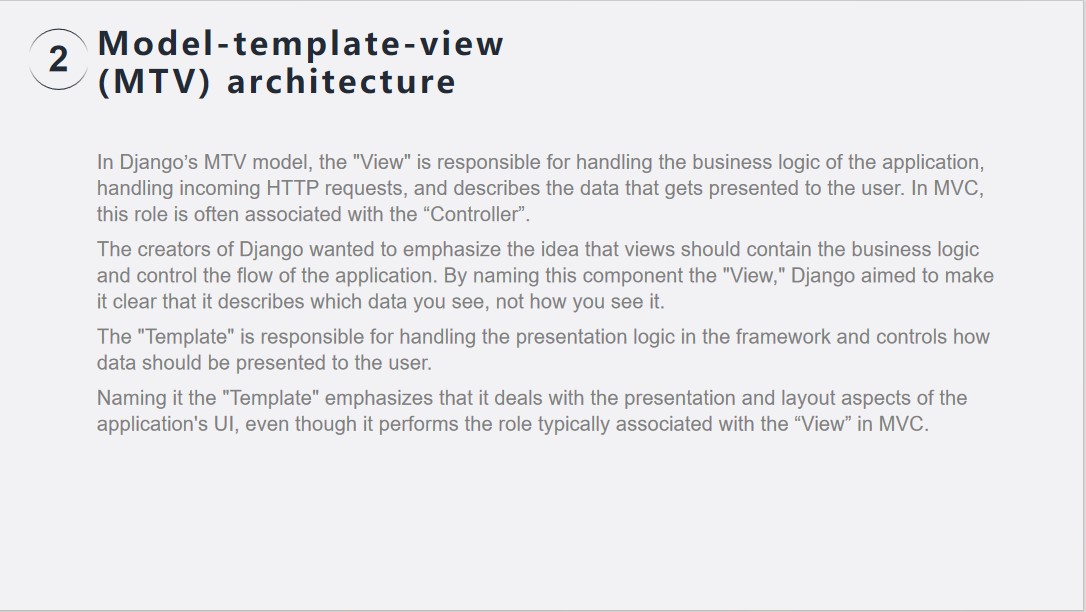 2
Model-template-view
(MTV) architecture
In Django’s MTV model, the "View" is responsible for handling the business logic of the application,
handling incoming HTTP requests, and describes the data that gets presented to the user. In MVC,
this role is often associated with the “Controller”.
The creators of Django wanted to emphasize the idea that views should contain the business logic
and control the flow of the application. By naming this component the "View," Django aimed to make
it clear that it describes which data you see, not how you see it.
The "Template" is responsible for handling the presentation logic in the framework and controls how
data should be presented to the user.
Naming it the "Template" emphasizes that it deals with the presentation and layout aspects of the
application's UI, even though it performs the role typically associated with the “View” in MVC.